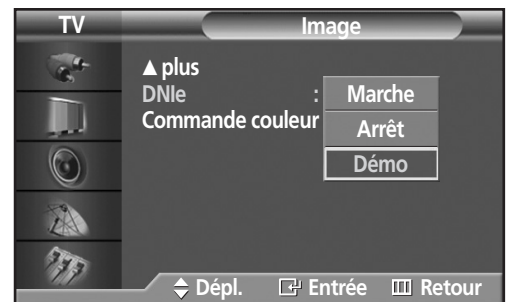 TV
Image
▲ plus
DNIe : Marche
Commande couleur
Arrêt
Démo
Dépl. Entrée Retour